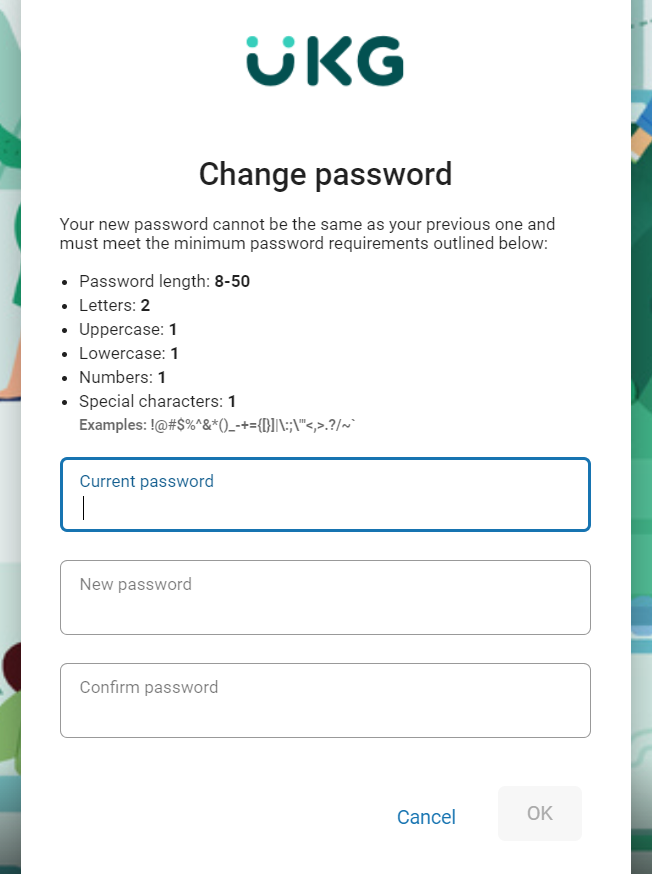 UKG
Change password
Your new password cannot be the same as your previous one and
must meet the minimum password requirements outlined below:
• Password length: 8-50
• Letters: 2
• Uppercase: 1
• Lowercase: 1
• Numbers: 1
• Special characters: 1
Examples: !@#$%^&*()_-+={[}]|\:;\"'<,>.?/~`
Current password
New password
Confirm password
Cancel
OK